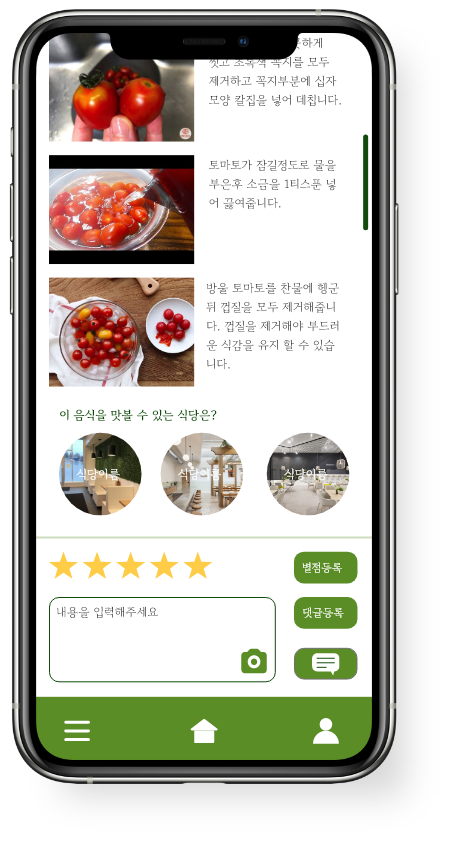 씻고 초록색 꼭지를 모두
제거하고 꼭지부분에 십자
모양 칼집을 넣어 데칩니다.
토마토가 잠길정도로 물을
부은후 소금을 1티스푼 넣
어 끓여줍니다.
방울 토마토를 찬물에 헹군
뒤 껍질을 모두 제거해줍니
다. 껍질을 제거해야 부드러
운 식감을 유지 할 수 있습
니다.
이 음식을 맛볼 수 있는 식당은?
식당이름
식당이름
식당이름
별점등록
내용을 입력해주세요
댓글등록